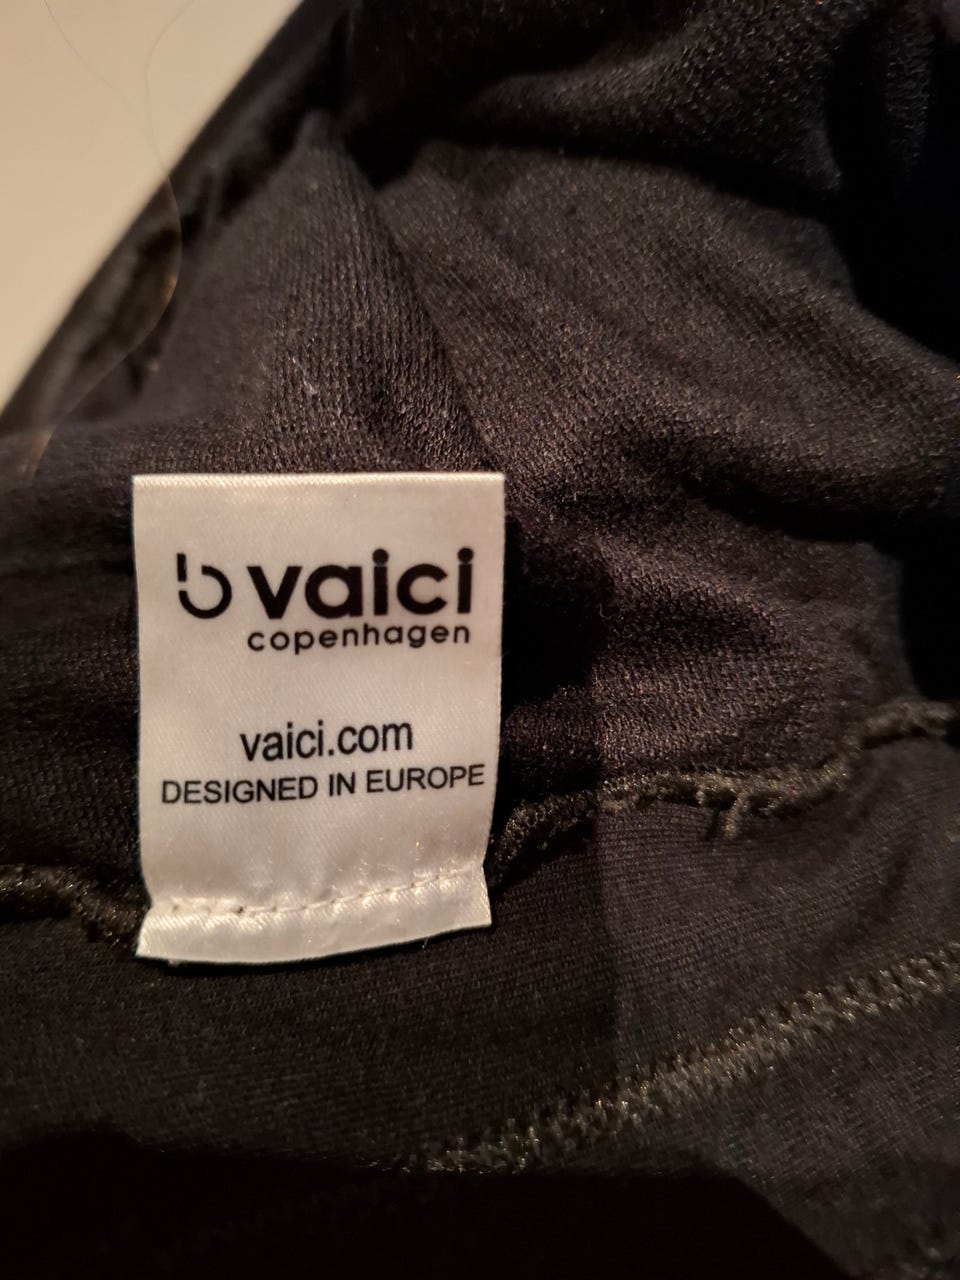 vaici
copenhagen
vaici.com
DESIGNED IN EUROPE